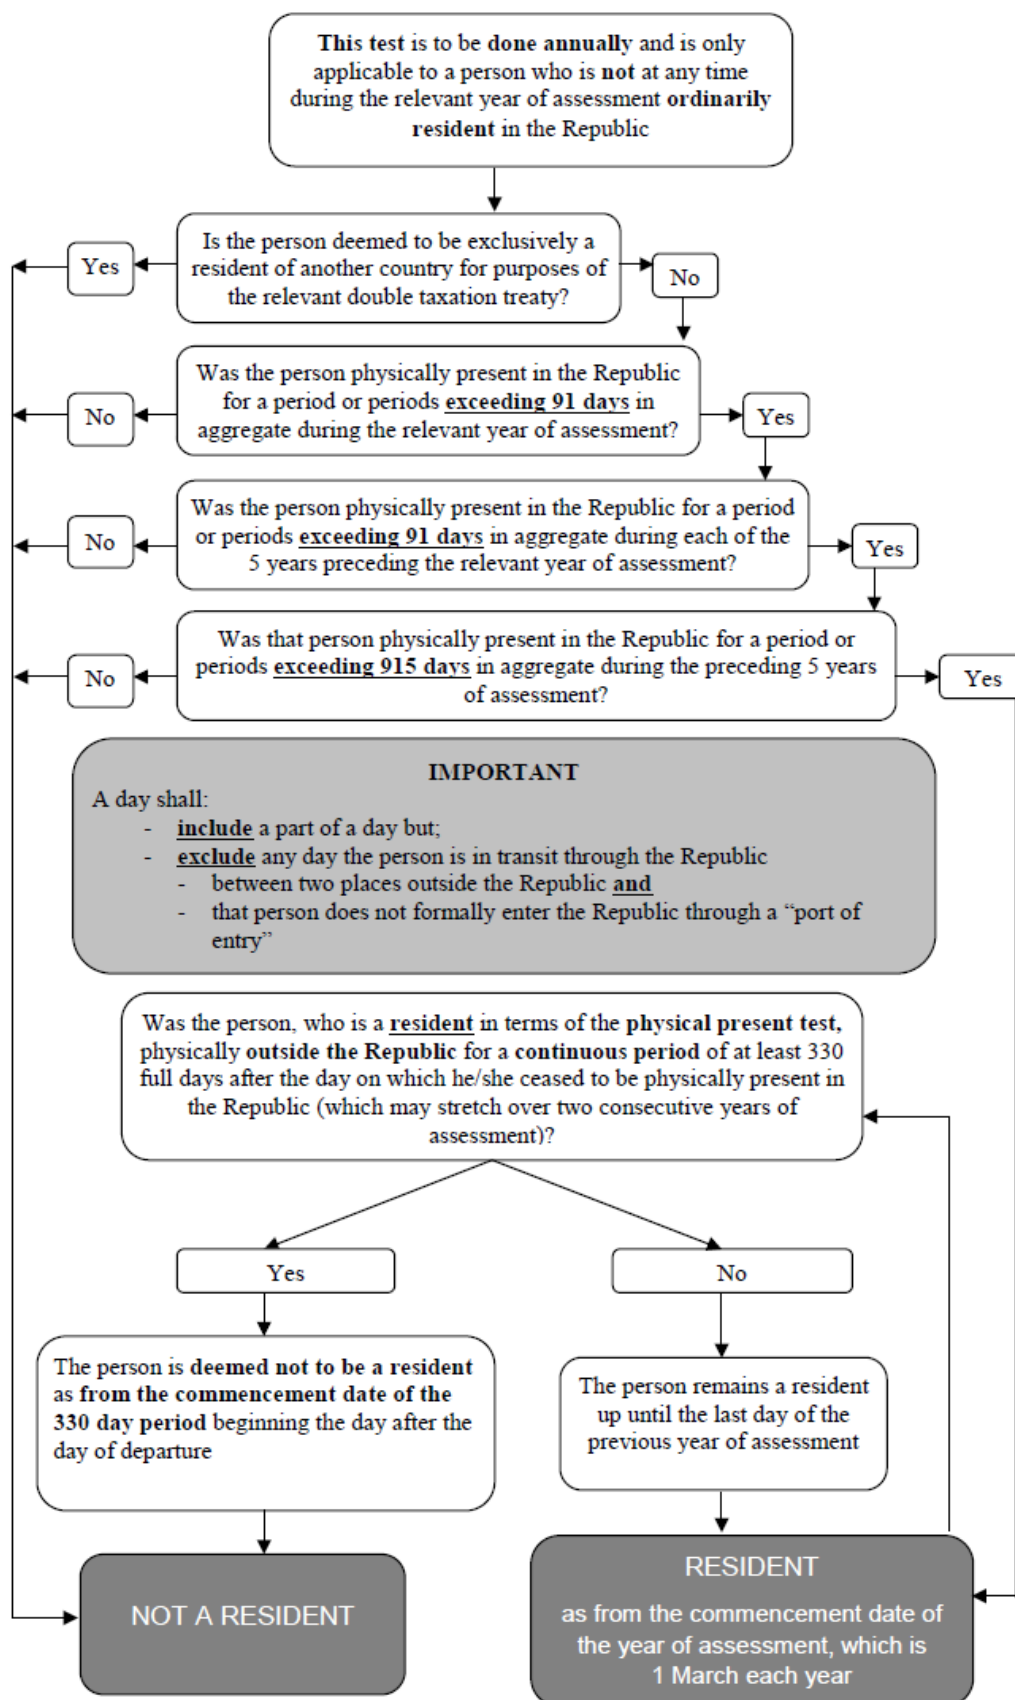 This test is to be done annually and is only
applicable to a person who is not at any time
during the relevant year of assessment ordinarily
resident in the Republic
Is the person deemed to be exclusively a
resident of another country for purposes of
the relevant double taxation treaty?
Yes
No
Was the person physically present in the Republic
for a period or periods exceeding 91 days in
aggregate during the relevant year of assessment?
No
Yes
Was the person physically present in the Republic for a period
or periods exceeding 91 days in aggregate during each of the
5 years preceding the relevant year of assessment?
No
Yes
Was that person physically present in the Republic for a period or
periods exceeding 915 days in aggregate during the preceding 5 years
of assessment?
No
Yes
IMPORTANT
A day shall:
- include a part of a day but;
- exclude any day the person is in transit through the Republic
- between two places outside the Republic and
- that person does not formally enter the Republic through a “port of
entry”
Was the person, who is a resident in terms of the physical present test,
physically outside the Republic for a continuous period of at least 330
full days after the day on which he/she ceased to be physically present in
the Republic (which may stretch over two consecutive years of
assessment)?
Yes
No
The person is deemed not to be a resident
as from the commencement date of the
330 day period beginning the day after the
day of departure
The person remains a resident
up until the last day of the
previous year of assessment
NOT A RESIDENT
RESIDENT
as from the commencement date of
the year of assessment, which is
1 March each year